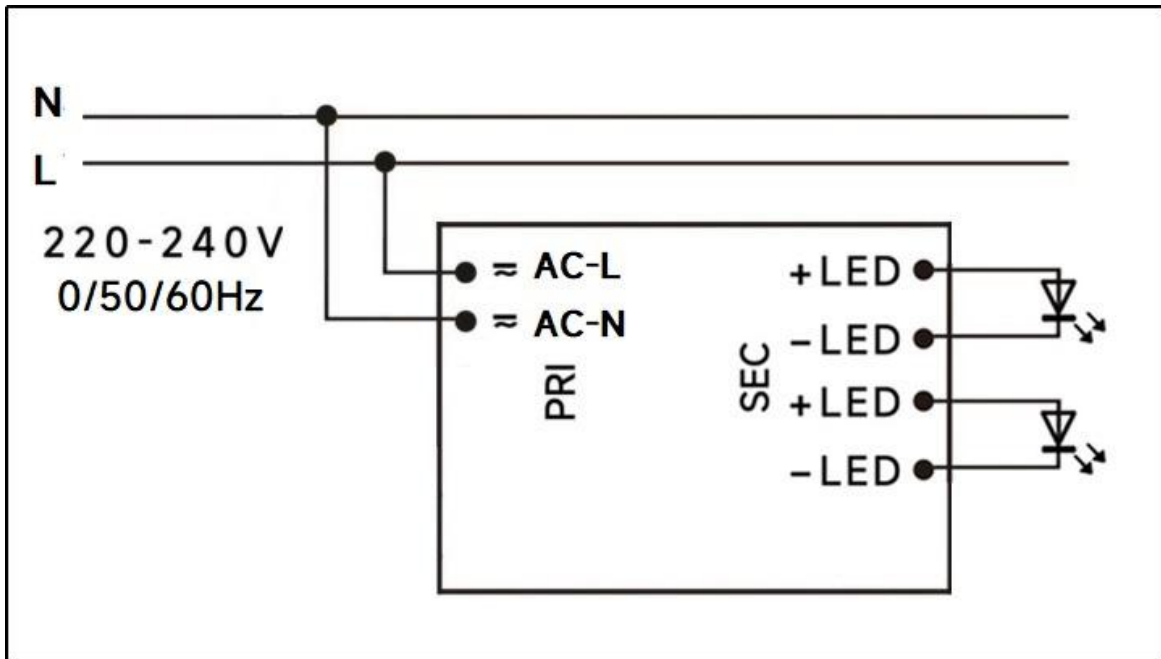 N
L
220-240V
0/50/60Hz
≂ AC-L
≂ AC-N
PRI
SEC
+LED
-LED
+LED
-LED